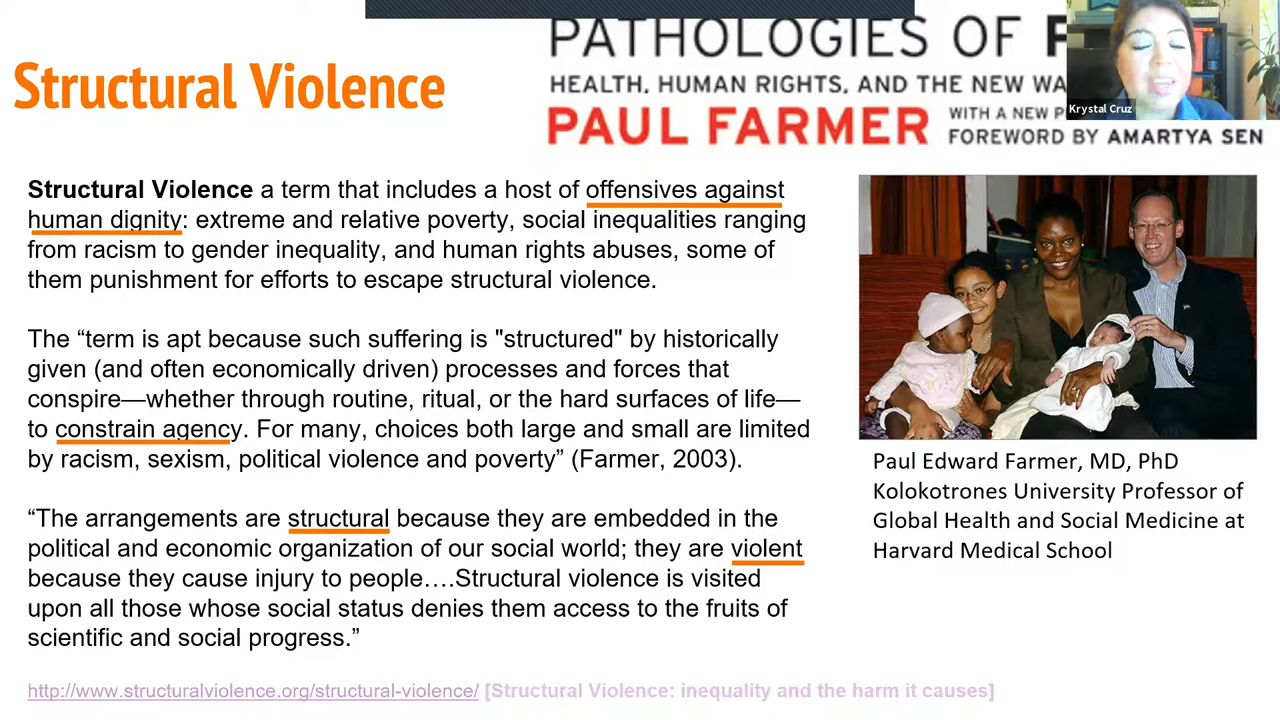 PATHOLOGIES OF
HEALTH, HUMAN RIGHTS, AND THE NEW
PAUL FARMER
WITH A NEW
FOREWORD BY AMARTYA SEN
Krystal Cruz
Structural Violence
Structural Violence a term that includes a host of offensives against
human dignity: extreme and relative poverty, social inequalities ranging
from racism to gender inequality, and human rights abuses, some of
them punishment for efforts to escape structural violence.
The “term is apt because such suffering is "structured" by historically
given (and often economically driven) processes and forces that
conspire—whether through routine, ritual, or the hard surfaces of life—
to constrain agency. For many, choices both large and small are limited
by racism, sexism, political violence and poverty” (Farmer, 2003).
“The arrangements are structural because they are embedded in the
political and economic organization of our social world; they are violent
because they cause injury to people….Structural violence is visited
upon all those whose social status denies them access to the fruits of
scientific and social progress.”
Paul Edward Farmer, MD, PhD
Kolokotrones University Professor of
Global Health and Social Medicine at
Harvard Medical School
http://www.structuralviolence.org/structural-violence/ [Structural Violence: inequality and the harm it causes]